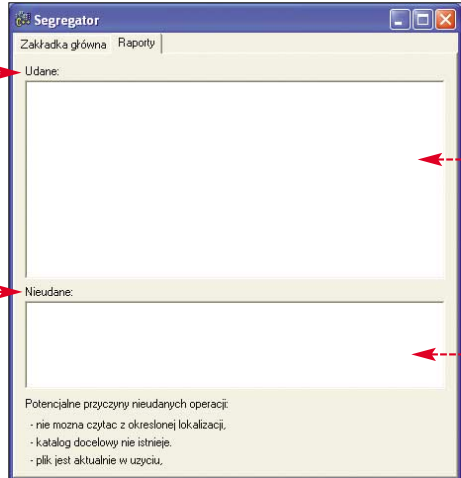 Segregator
Zakładka główna Raporty
Udane:
Nieudane:
Potencjalne przyczyny nieudanych operacji:
- nie mozna czytac z okreslonej lokalizacji,
- katalog docelowy nie istnieje.
- plik jest aktualnie w uzyciu,